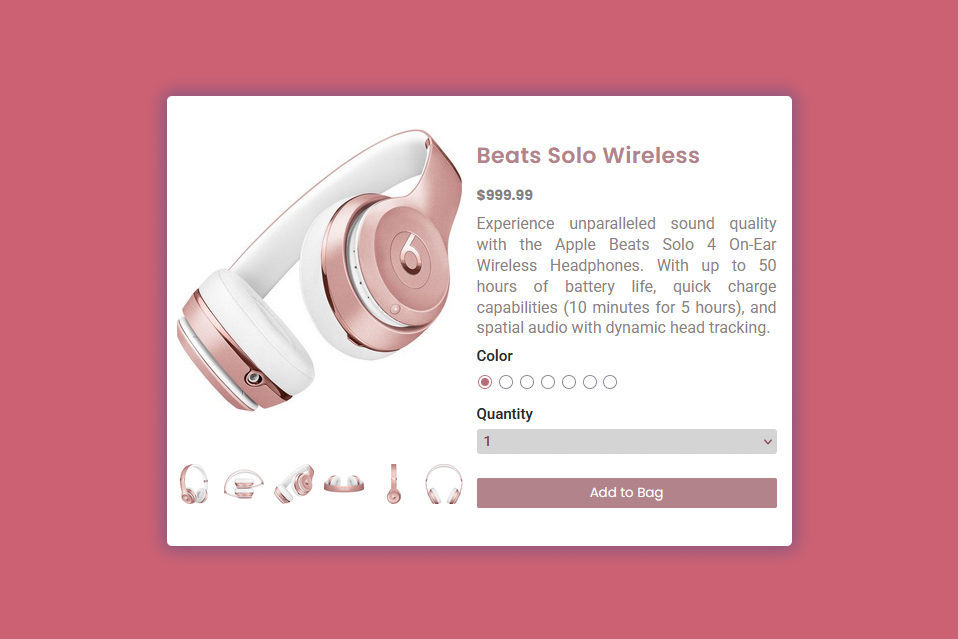 Beats Solo Wireless
$999.99
Experience unparalleled sound quality
with the Apple Beats Solo 4 On-Ear
Wireless Headphones. With up to 50
hours of battery life, quick charge
capabilities (10 minutes for 5 hours), and
spatial audio with dynamic head tracking.
Color
Quantity
1
Add to Bag